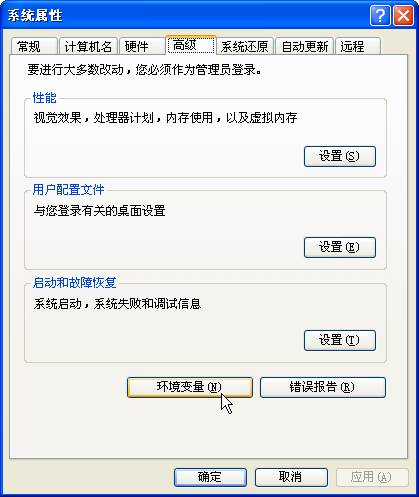 系统属性
常规 计算机名 硬件 高级 系统还原 自动更新 远程
要进行大多数改动，您必须作为管理员登录。
性能
视觉效果，处理器计划，内存使用，以及虚拟内存
设置(S)
用户配置文件
与您登录有关的桌面设置
设置(E)
启动和故障恢复
系统启动，系统失败和调试信息
设置(T)
环境变量(N) 错误报告(R)
确定 取消 应用(A)